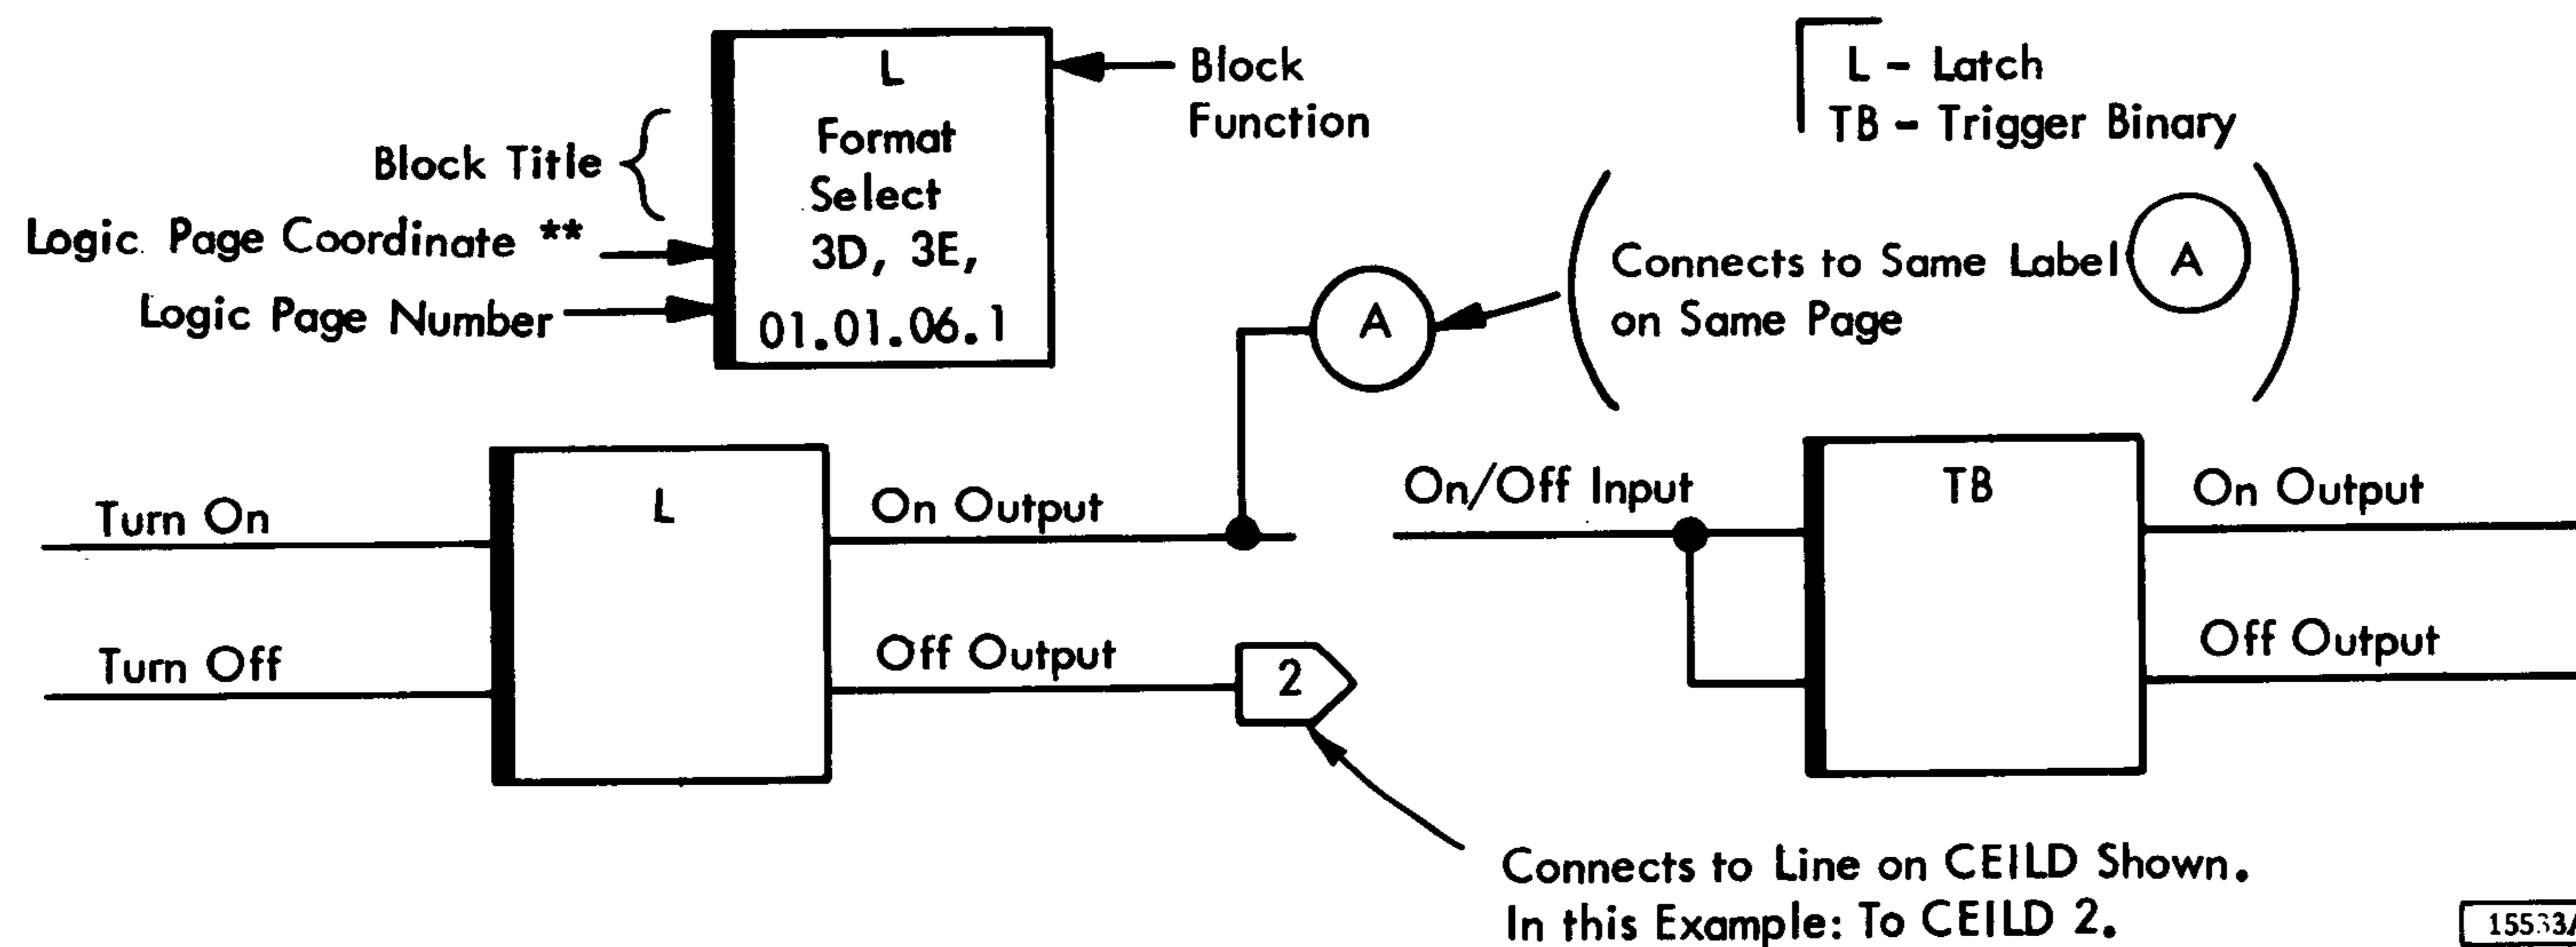 L
Block
Function
Format
Select
Block Title
Logic Page Coordinate **
3D, 3E,
Logic Page Number
01.01.06.1
L - Latch
TB - Trigger Binary
Connects to Same Label A
on Same Page
A
Turn On
L
On Output
On/Off Input
TB
On Output
Turn Off
Off Output
2
Off Output
Connects to Line on CEILD Shown.
In this Example: To CEILD 2.